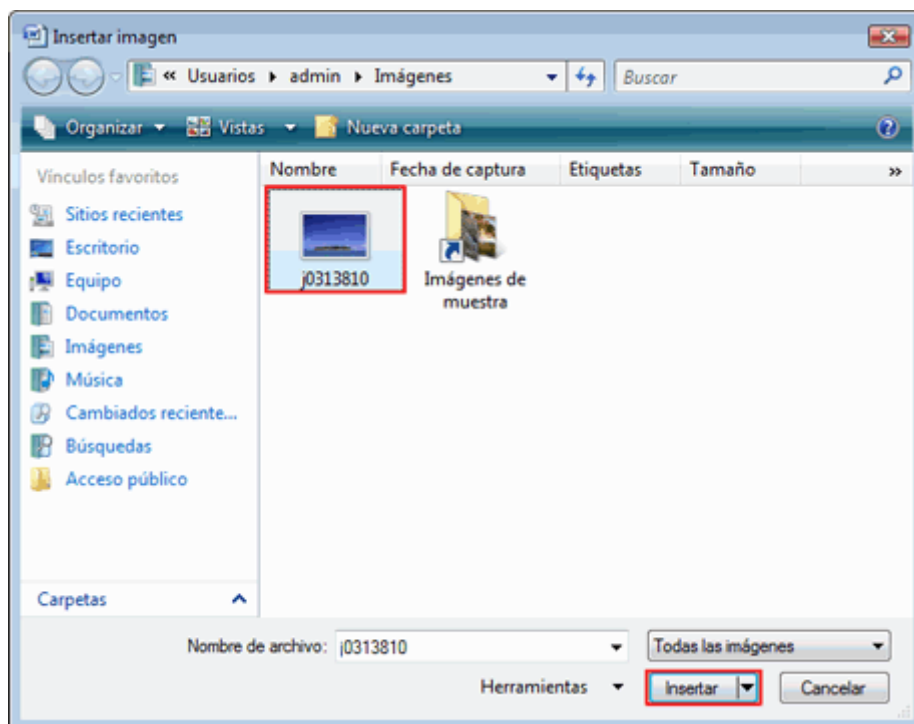 Insertar imagen
« Usuarios admin Imágenes Buscar
Organizar Vistas Nueva carpeta
Vínculos favoritos
Sitios recientes
Escritorio
Equipo
Documentos
Imágenes
Música
Cambiados reciente...
Búsquedas
Acceso público
Carpetas
Nombre Fecha de captura Etiquetas Tamaño »
j0313810
Imágenes de
muestra
Nombre de archivo: j0313810 Todas las imágenes
Herramientas Insertar Cancelar